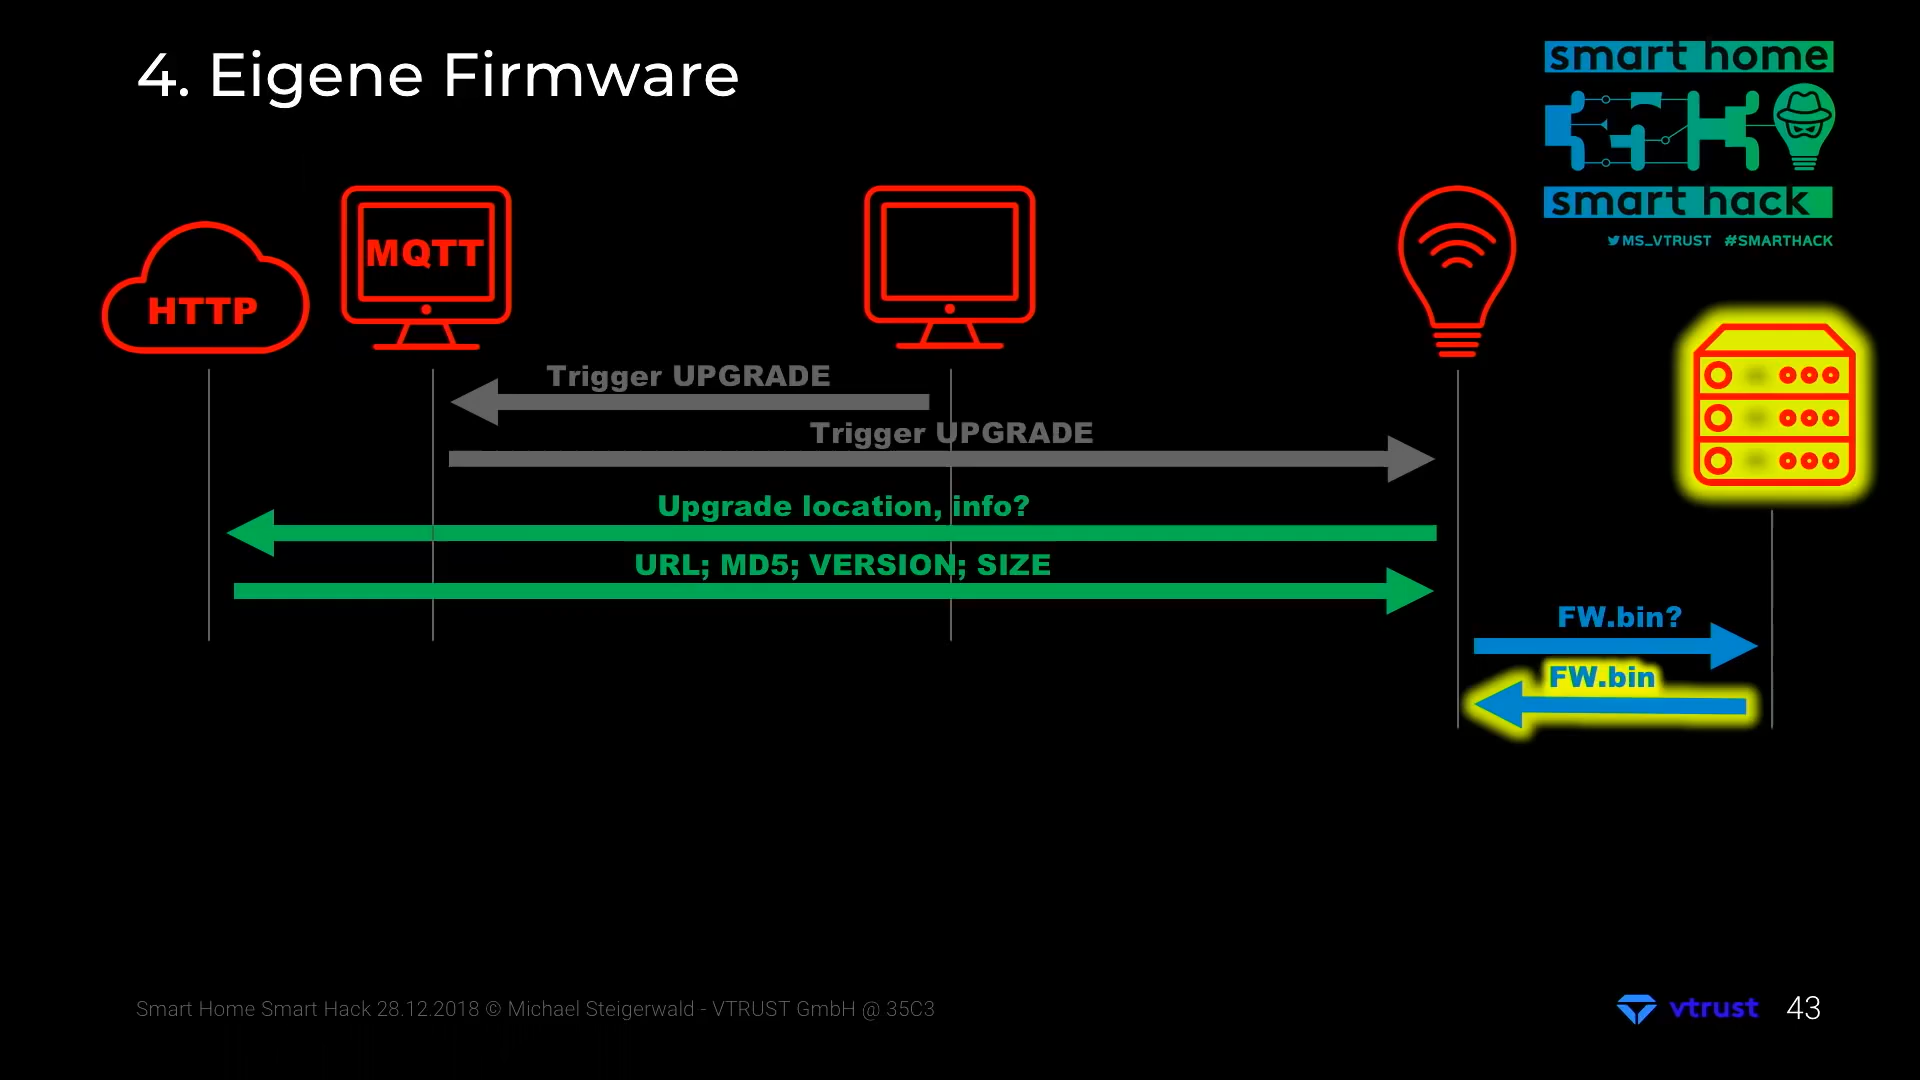 4. Eigene Firmware
smart home
smart hack
MS_VTRUST #SMARTHACK
HTTP
MQTT
Trigger UPGRADE
Trigger UPGRADE
Upgrade location, info?
URL; MD5; VERSION; SIZE
FW.bin?
FW.bin
Smart Home Smart Hack 28.12.2018 © Michael Steigerwald - VTRUST GmbH @ 35C3
vtrust
43